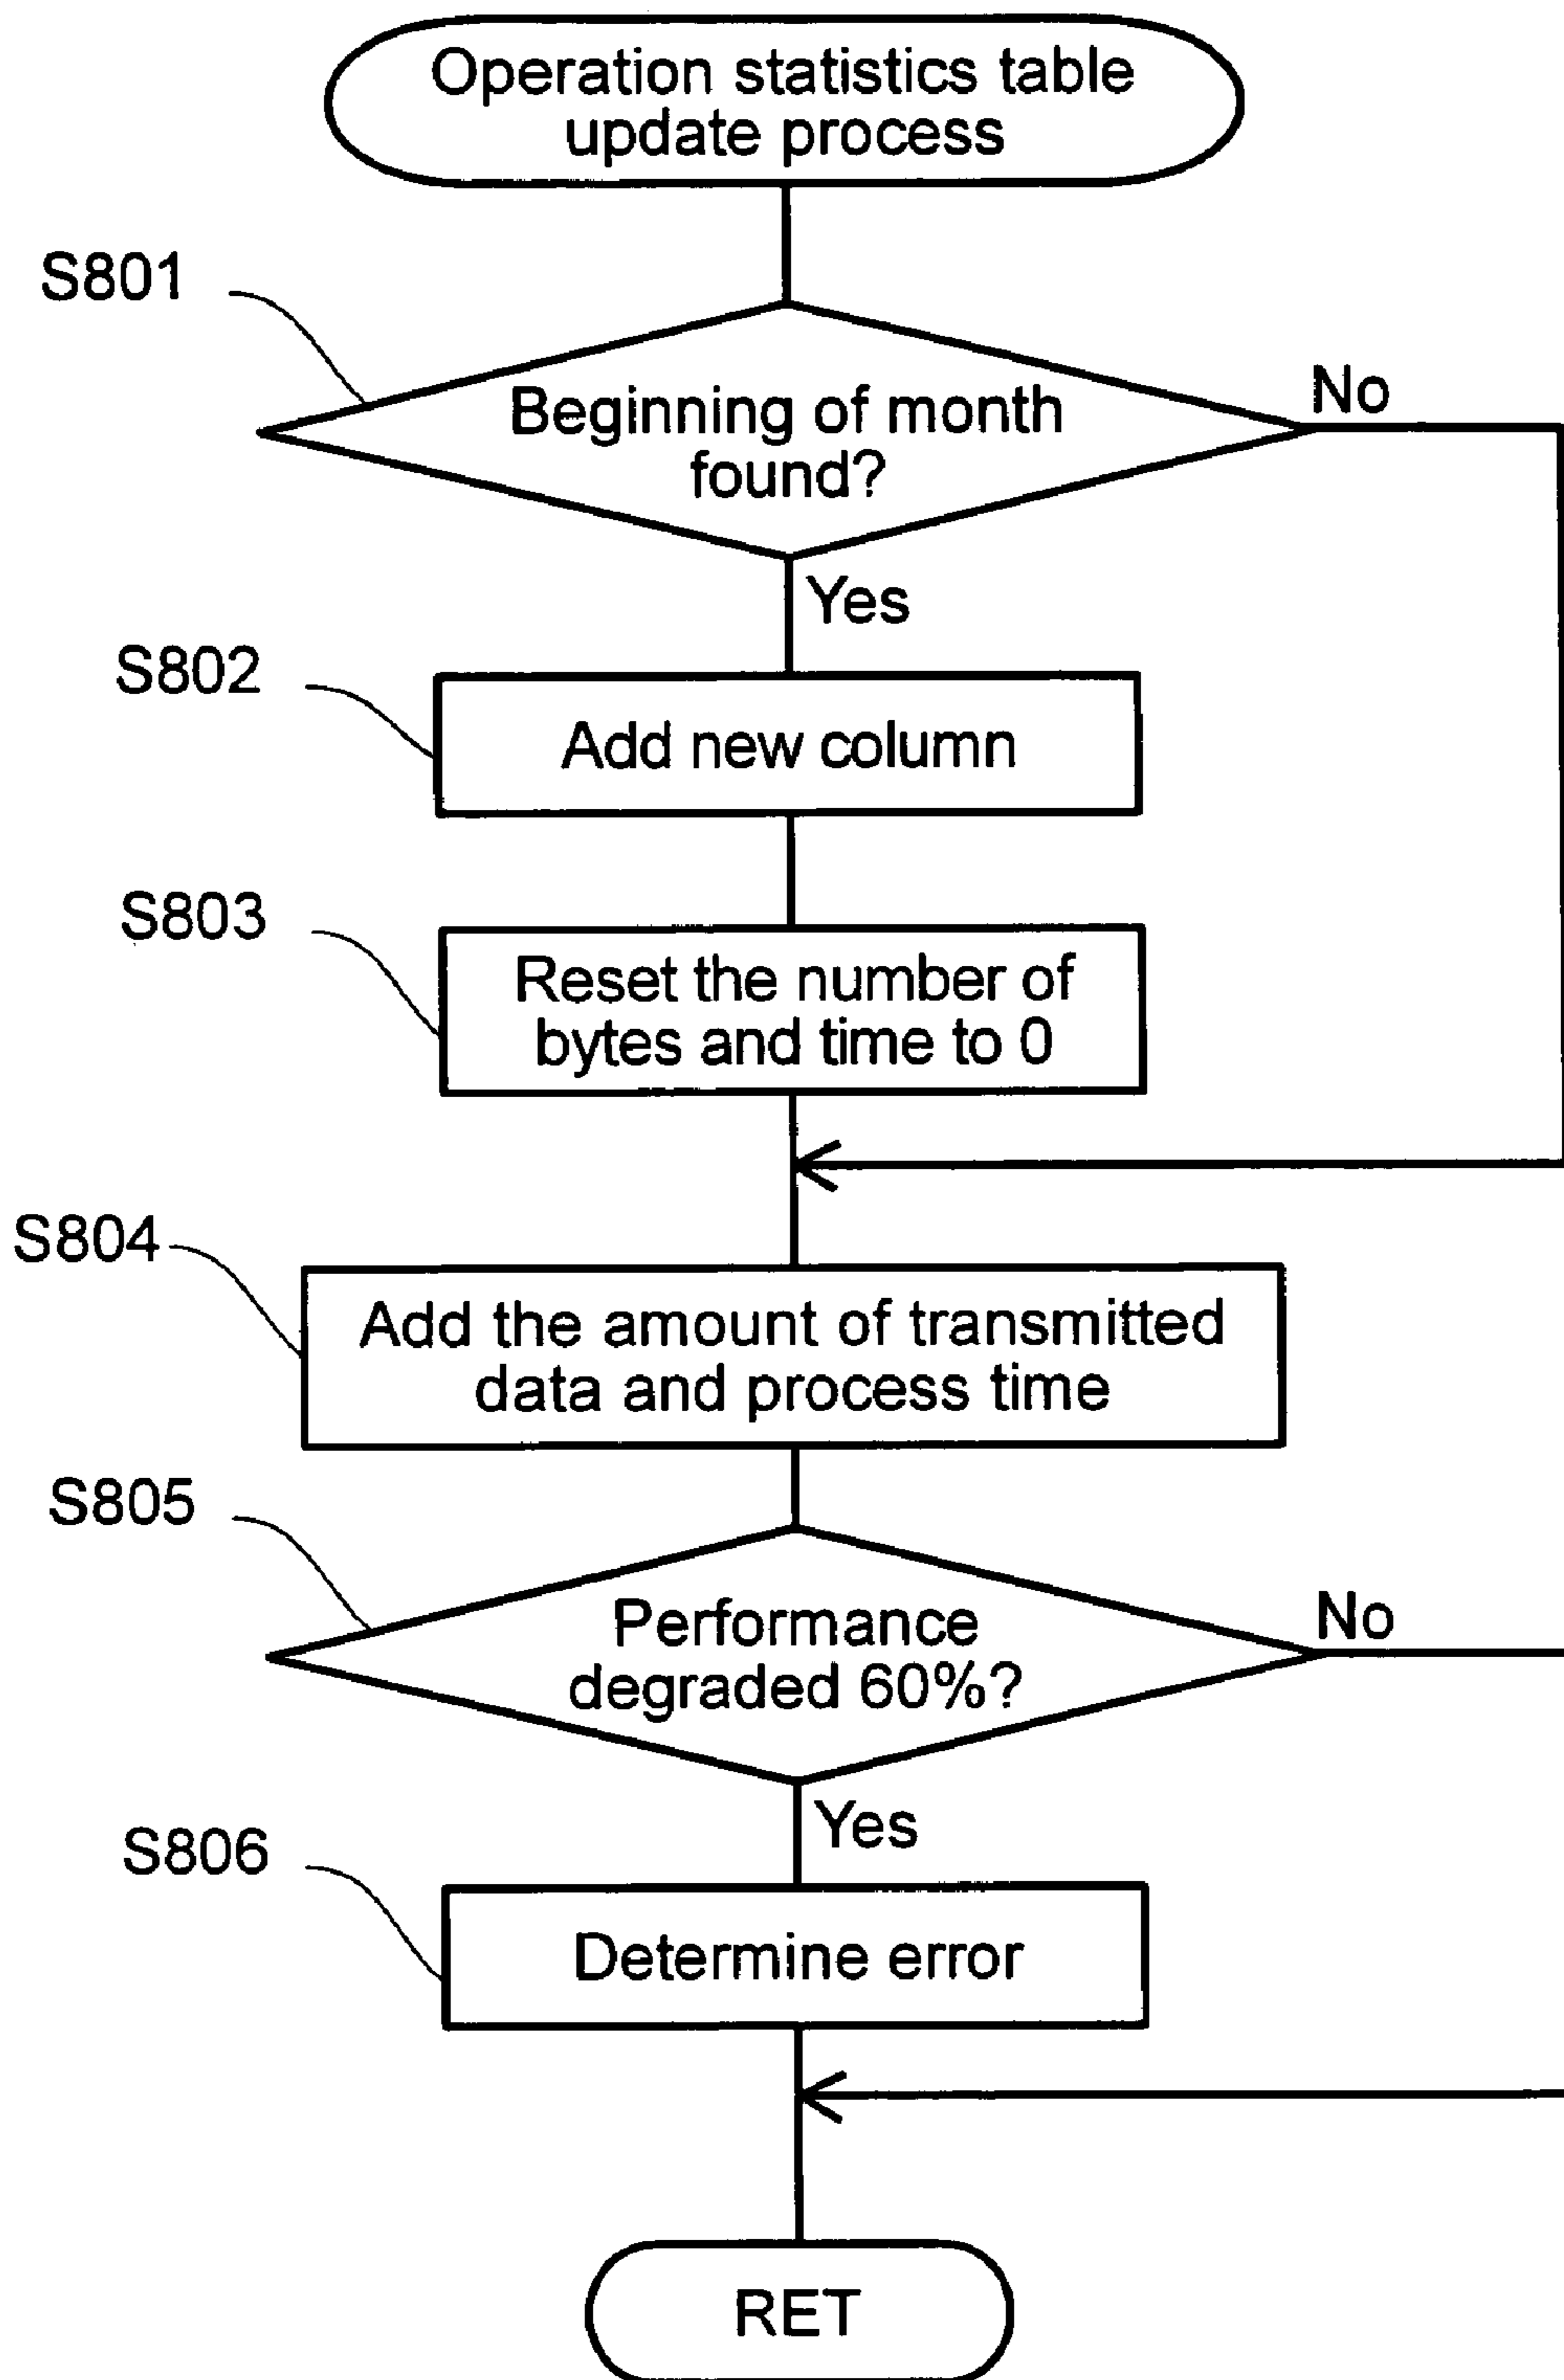 Operation statistics table
update process
S801
Beginning of month
found?
No
Yes
S802
Add new column
S803
Reset the number of
bytes and time to 0
S804
Add the amount of transmitted
data and process time
S805
Performance
degraded 60%?
No
Yes
S806
Determine error
RET